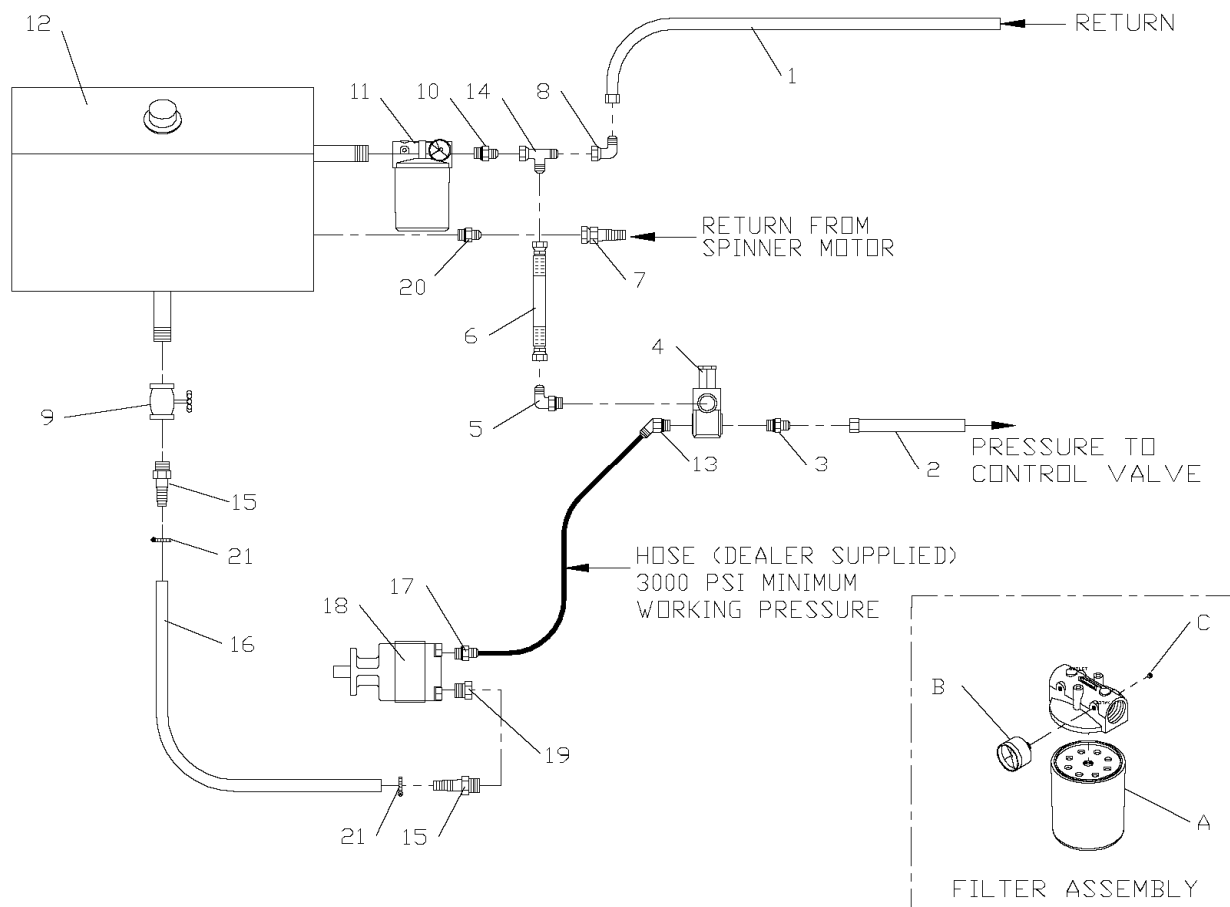 12
RETURN
1
11
10
14
8
RETURN FROM
SPINNER MOTOR
20
7
6
4
9
5
13
3
2
PRESSURE TO
CONTROL VALVE
15
21
HOSE (DEALER SUPPLIED)
3000 PSI MINIMUM
WORKING PRESSURE
17
18
16
C
B
OUTLET
19
21
15
A
FILTER ASSEMBLY